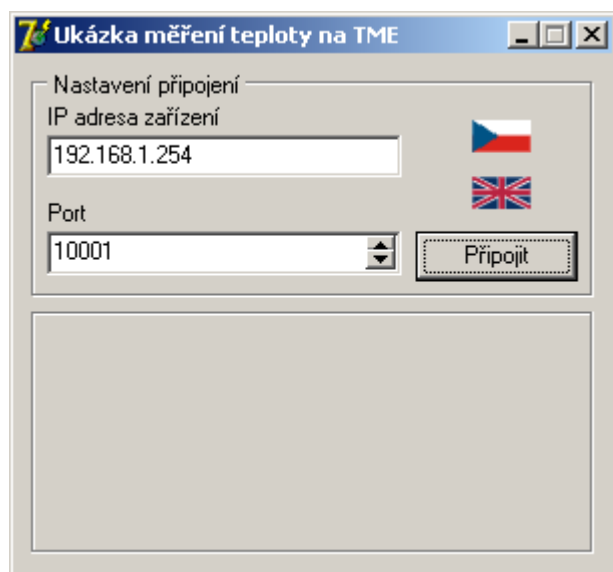 Ukázka měření teploty na TME
Nastavení připojení
IP adresa zařízení
192.168.1.254
Port
10001
Připojit